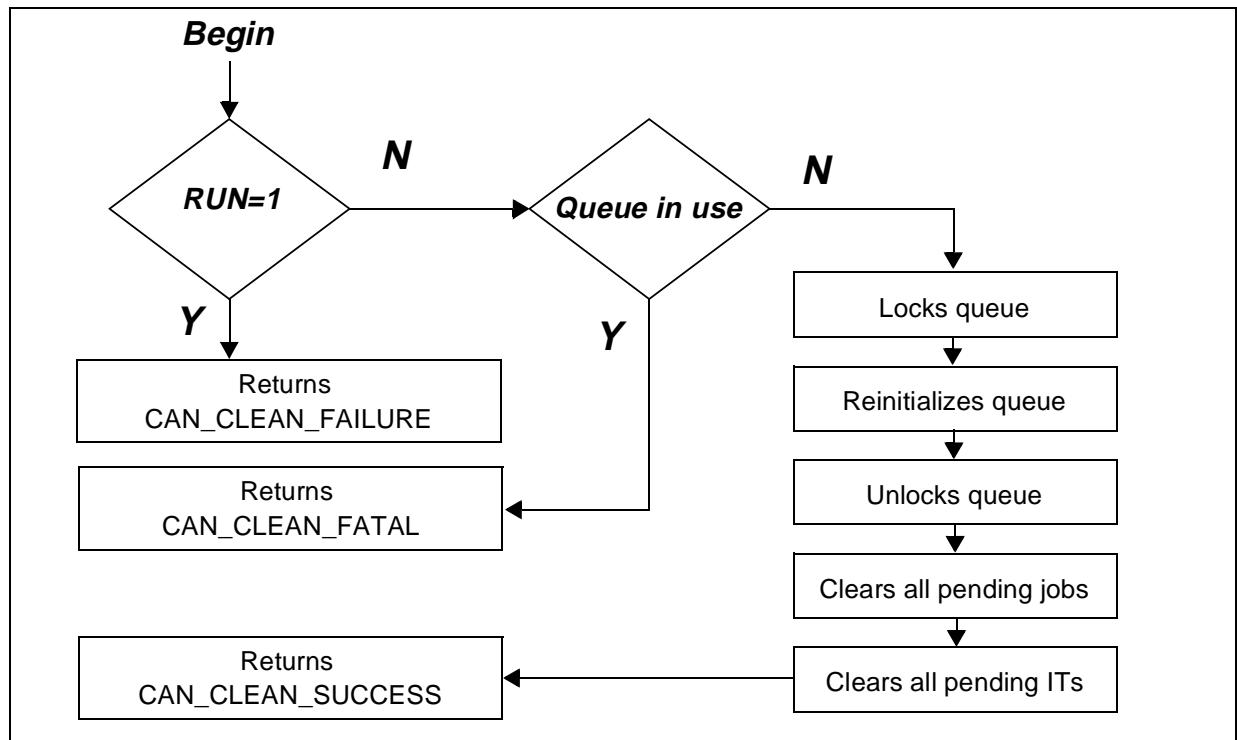 Begin
RUN=1
N
Queue in use
N
Y
Y
Locks queue
Returns
CAN_CLEAN_FAILURE
Reinitializes queue
Returns
CAN_CLEAN_FATAL
Unlocks queue
Clears all pending jobs
Returns
CAN_CLEAN_SUCCESS
Clears all pending ITs